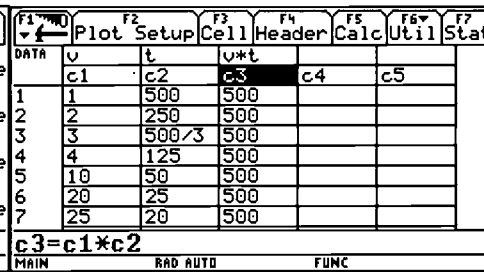 F1 F2 F3 F4 F5 F6 F7
Plot Setup Cell Header Calc Util Stat
DATA v t v*t
c1 c2 c3 c4 c5
1 1 500 500
2 2 250 500
3 3 500/3 500
4 4 125 500
5 10 50 500
6 20 25 500
7 25 20 500
c3=c1*c2
MAIN RAD AUTO FUNC